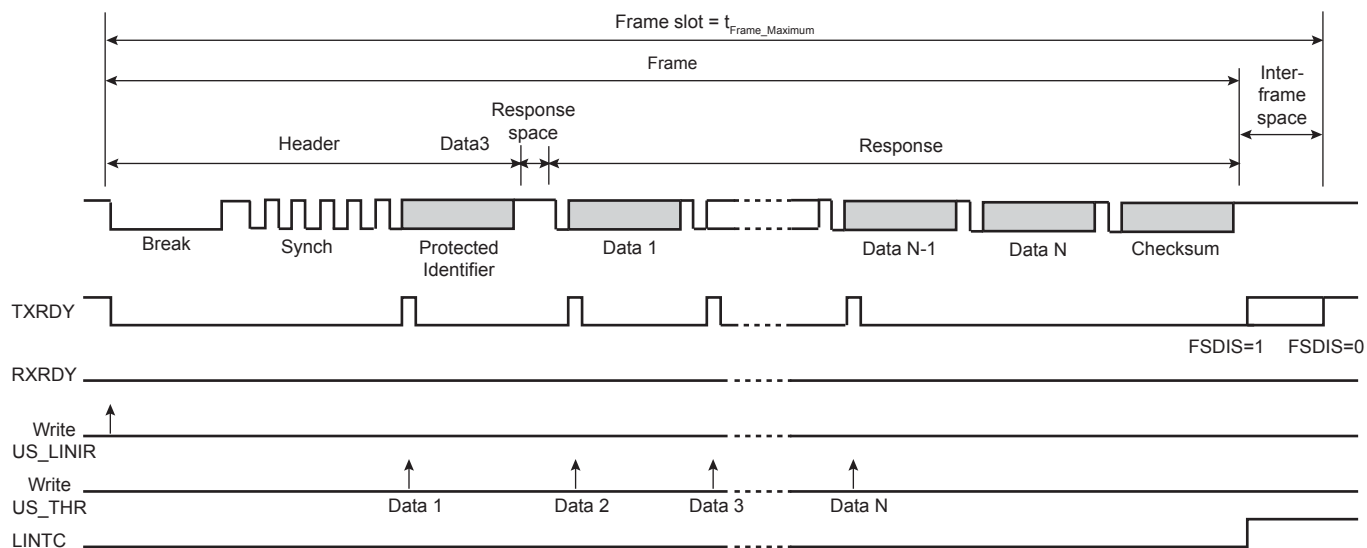 Frame slot = tFrame_Maximum
Frame
Inter-
frame
space
Response
space
Header
Data3
Response
Break
Synch
Protected
Identifier
Data 1
Data N-1
Data N
Checksum
TXRDY
FSDIS=1
FSDIS=0
RXRDY
Write
US_LINIR
Write
US_THR
Data 1
Data 2
Data 3
Data N
LINTC